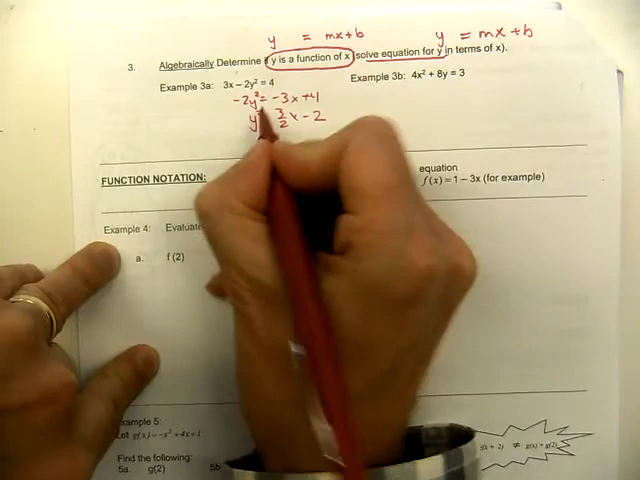 y = mx+b y = mx+b
3. Algebraically Determine if y is a function of x (solve equation for y in terms of x).
Example 3a: 3x – 2y² = 4 Example 3b: 4x² + 8y = 3
-2y² = -3x+4
y 3/2 x - 2
FUNCTION NOTATION: equation
f(x) = 1 – 3x (for example)
Example 4: Evaluate
a. f (2)
Example 5:
Let g(x) = -x² + 4x + 1
≠ g(x) + g(2)
Find the following:
5a. g(2) 5b